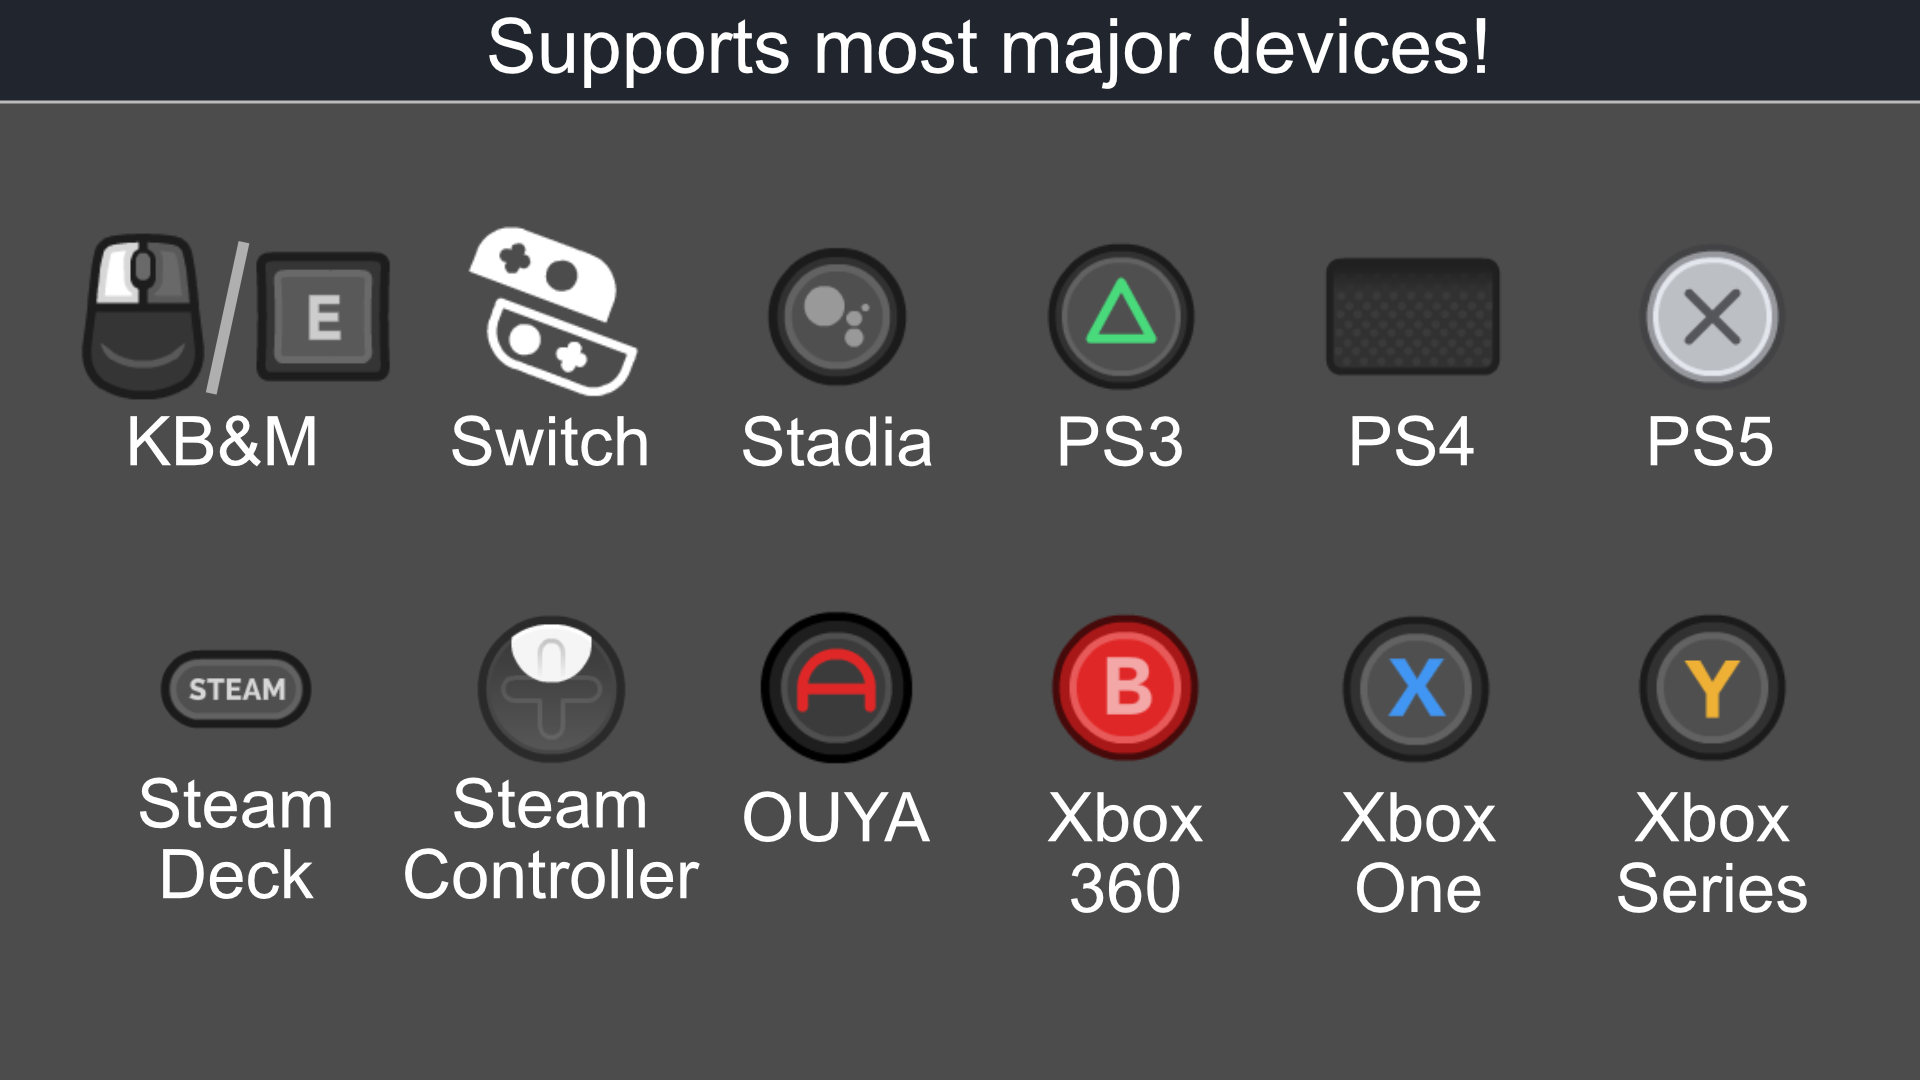 Supports most major devices!
E
KB&M
Switch
Stadia
PS3
PS4
PS5
STEAM
A
B
X
Y
Steam
Deck
Steam
Controller
OUYA
Xbox
360
Xbox
One
Xbox
Series